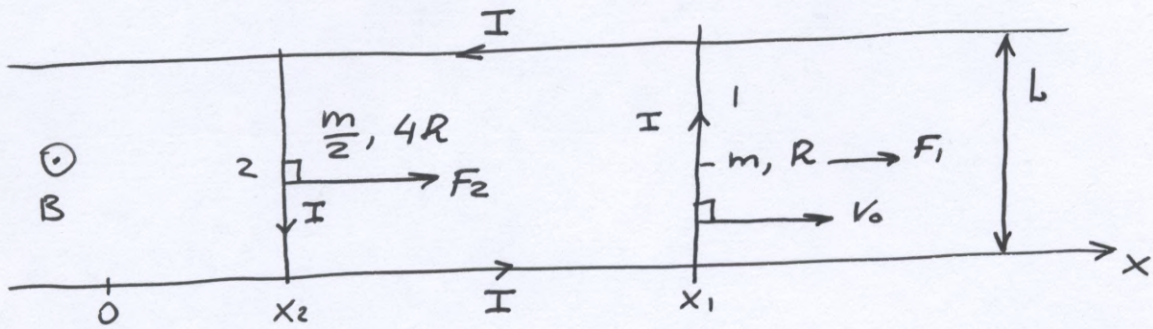 I
I
1
L
m/2, 4R
2
F₂
m, R
F₁
B
I
V₀
0
X₂
I
X₁
X